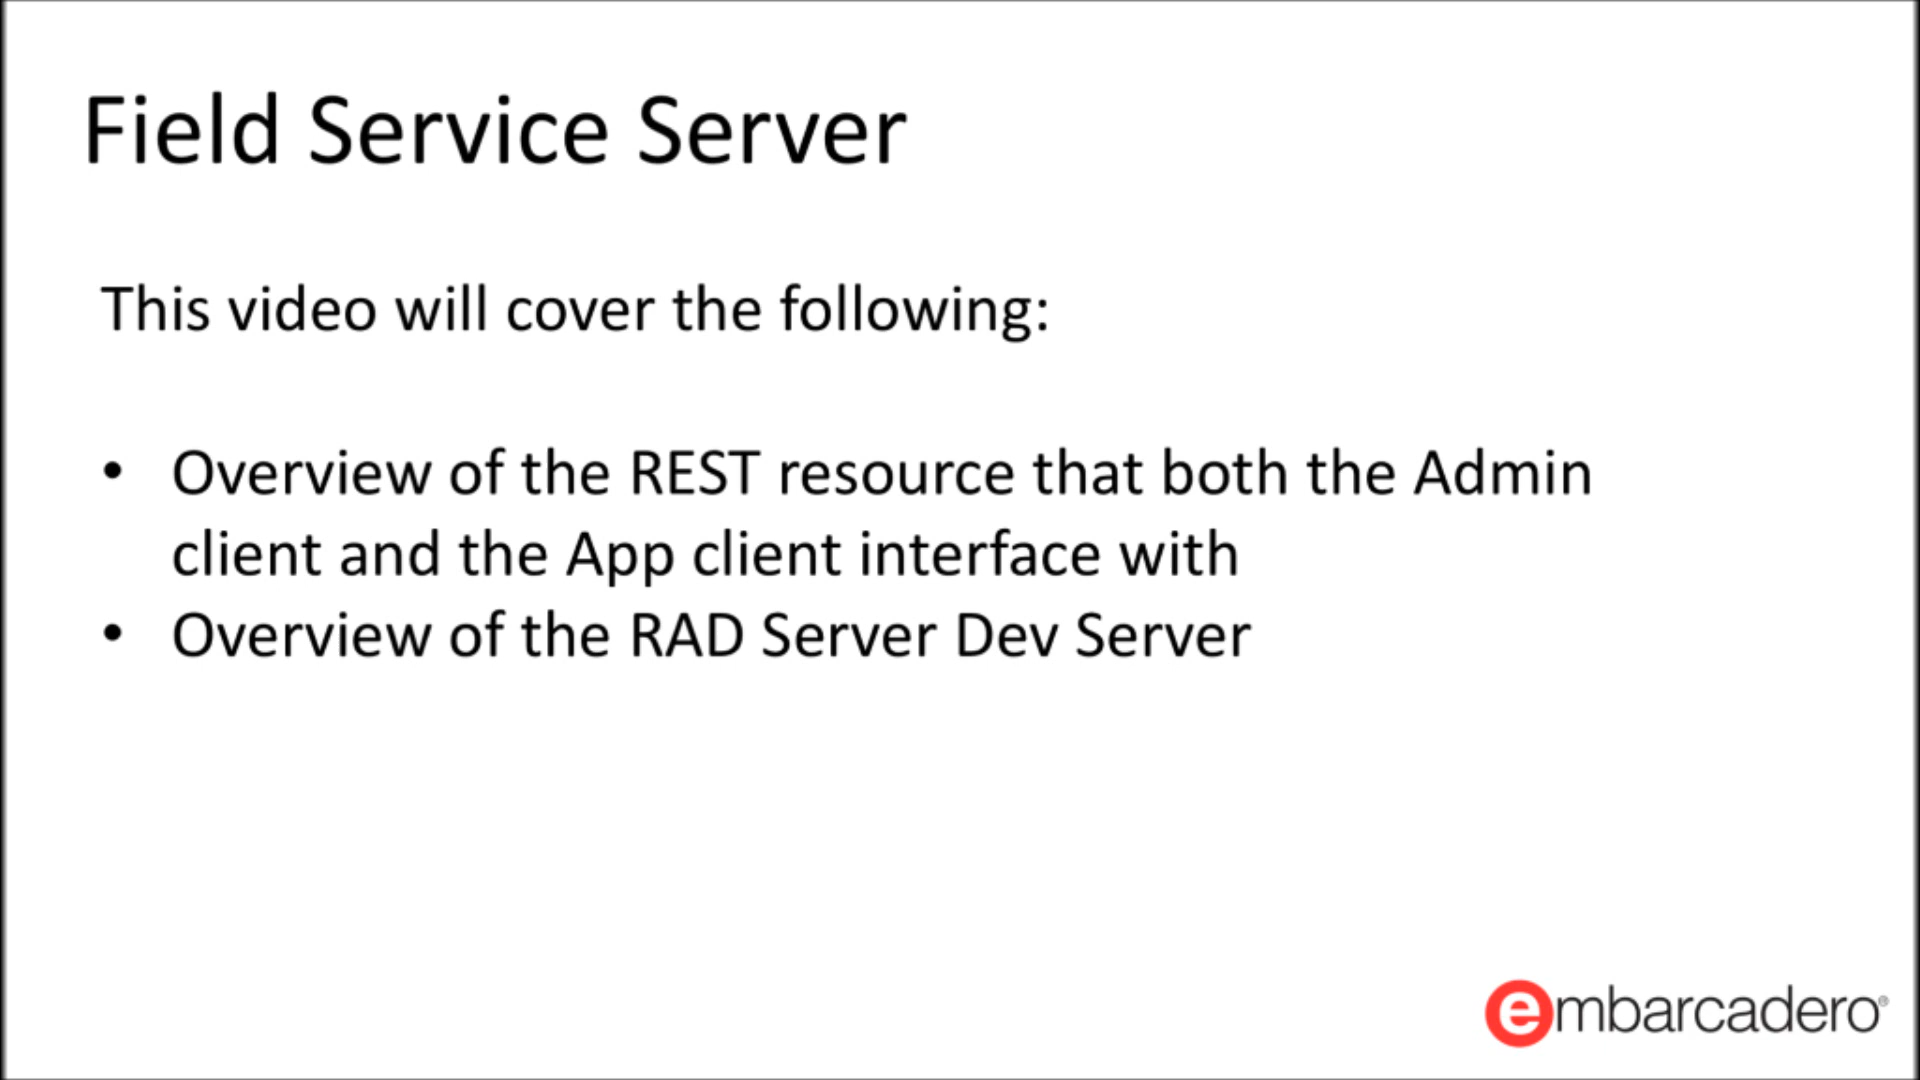 Field Service Server
This video will cover the following:
• Overview of the REST resource that both the Admin
client and the App client interface with
• Overview of the RAD Server Dev Server
embarcadero®